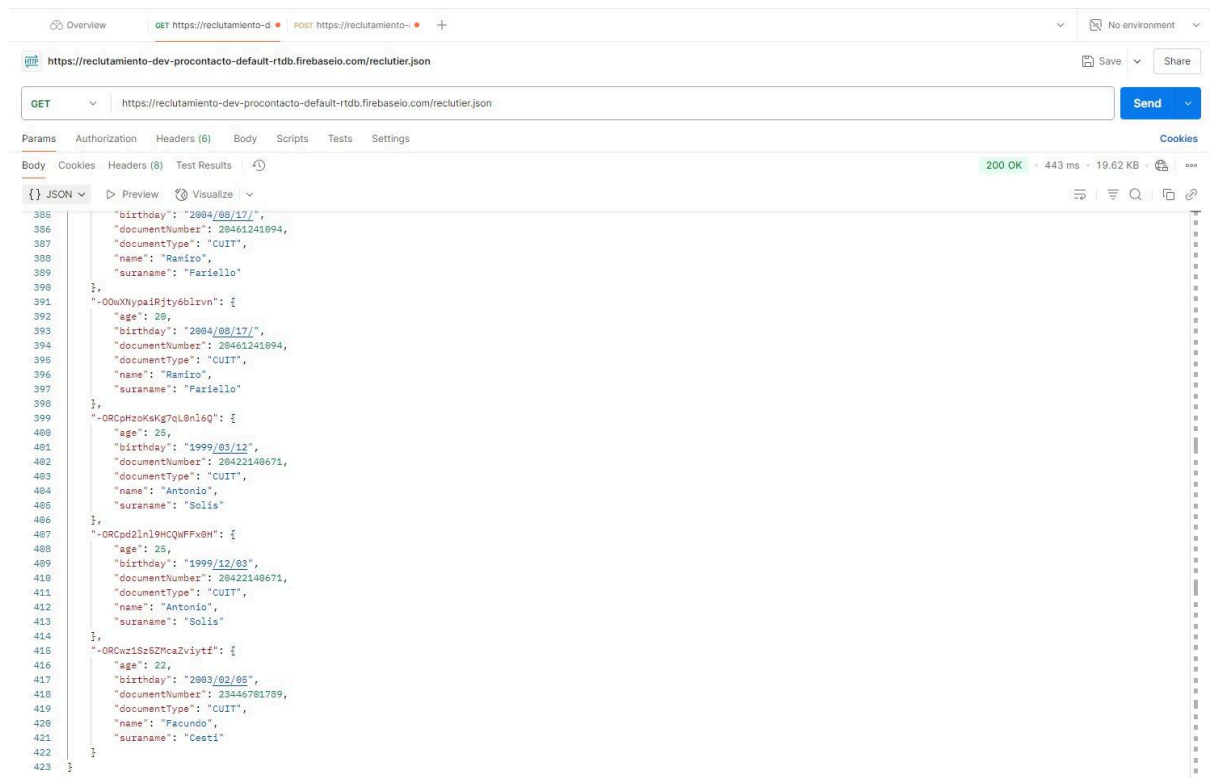 Overview GET https://reclutamiento-d POST https://reclutamiento-‹ + No environment
HTTP https://reclutamiento-dev-procontacto-default-rtdb.firebaseio.com/reclutier.json Save Share
GET https://reclutamiento-dev-procontacto-default-rtdb.firebaseio.com/reclutier.json Send
Params Authorization Headers (6) Body Scripts Tests Settings Cookies
Body Cookies Headers (8) Test Results 200 OK 443 ms 19.62 KB
{} JSON Preview Visualize
385 "birthday": "2004/08/17/",
386 "documentNumber": 20461241094,
387 "documentType": "CUIT",
388 "name": "Ramiro",
389 "suraname": "Fariello"
390 },
391 "-OOwXNypaiRjty6blrvn": {
392 "age": 20,
393 "birthday": "2004/08/17/",
394 "documentNumber": 20461241094,
395 "documentType": "CUIT",
396 "name": "Ramiro",
397 "suraname": "Fariello"
398 },
399 "-ORCpHzoKsKg7qL0nl6Q": {
400 "age": 25,
401 "birthday": "1999/03/12",
402 "documentNumber": 20422140671,
403 "documentType": "CUIT",
404 "name": "Antonio",
405 "suraname": "Solis"
406 },
407 "-ORCpd2lnl9HCQWFFx0H": {
408 "age": 25,
409 "birthday": "1999/12/03",
410 "documentNumber": 20422140671,
411 "documentType": "CUIT",
412 "name": "Antonio",
413 "suraname": "Solis"
414 },
415 "-ORCwz1Sz5ZMcaZviytf": {
416 "age": 22,
417 "birthday": "2003/02/05",
418 "documentNumber": 23446701789,
419 "documentType": "CUIT",
420 "name": "Facundo",
421 "suraname": "Cesti"
422 }
423 }